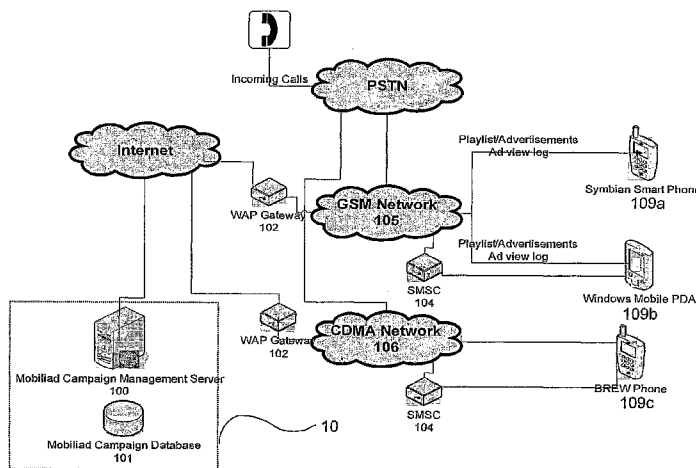 Incoming Calls
PSTN
Internet
Playlist/Advertisements
Ad view log
Symbian Smart Phone
109a
WAP Gateway
102
GSM Network
105
Playlist/Advertisements
Ad view log
SMSC
104
Windows Mobile PDA
109b
WAP Gateway
102
CDMA Network
106
Mobiliad Campaign Management Server
100
BREW Phone
109c
SMSC
104
10
Mobiliad Campaign Database
101